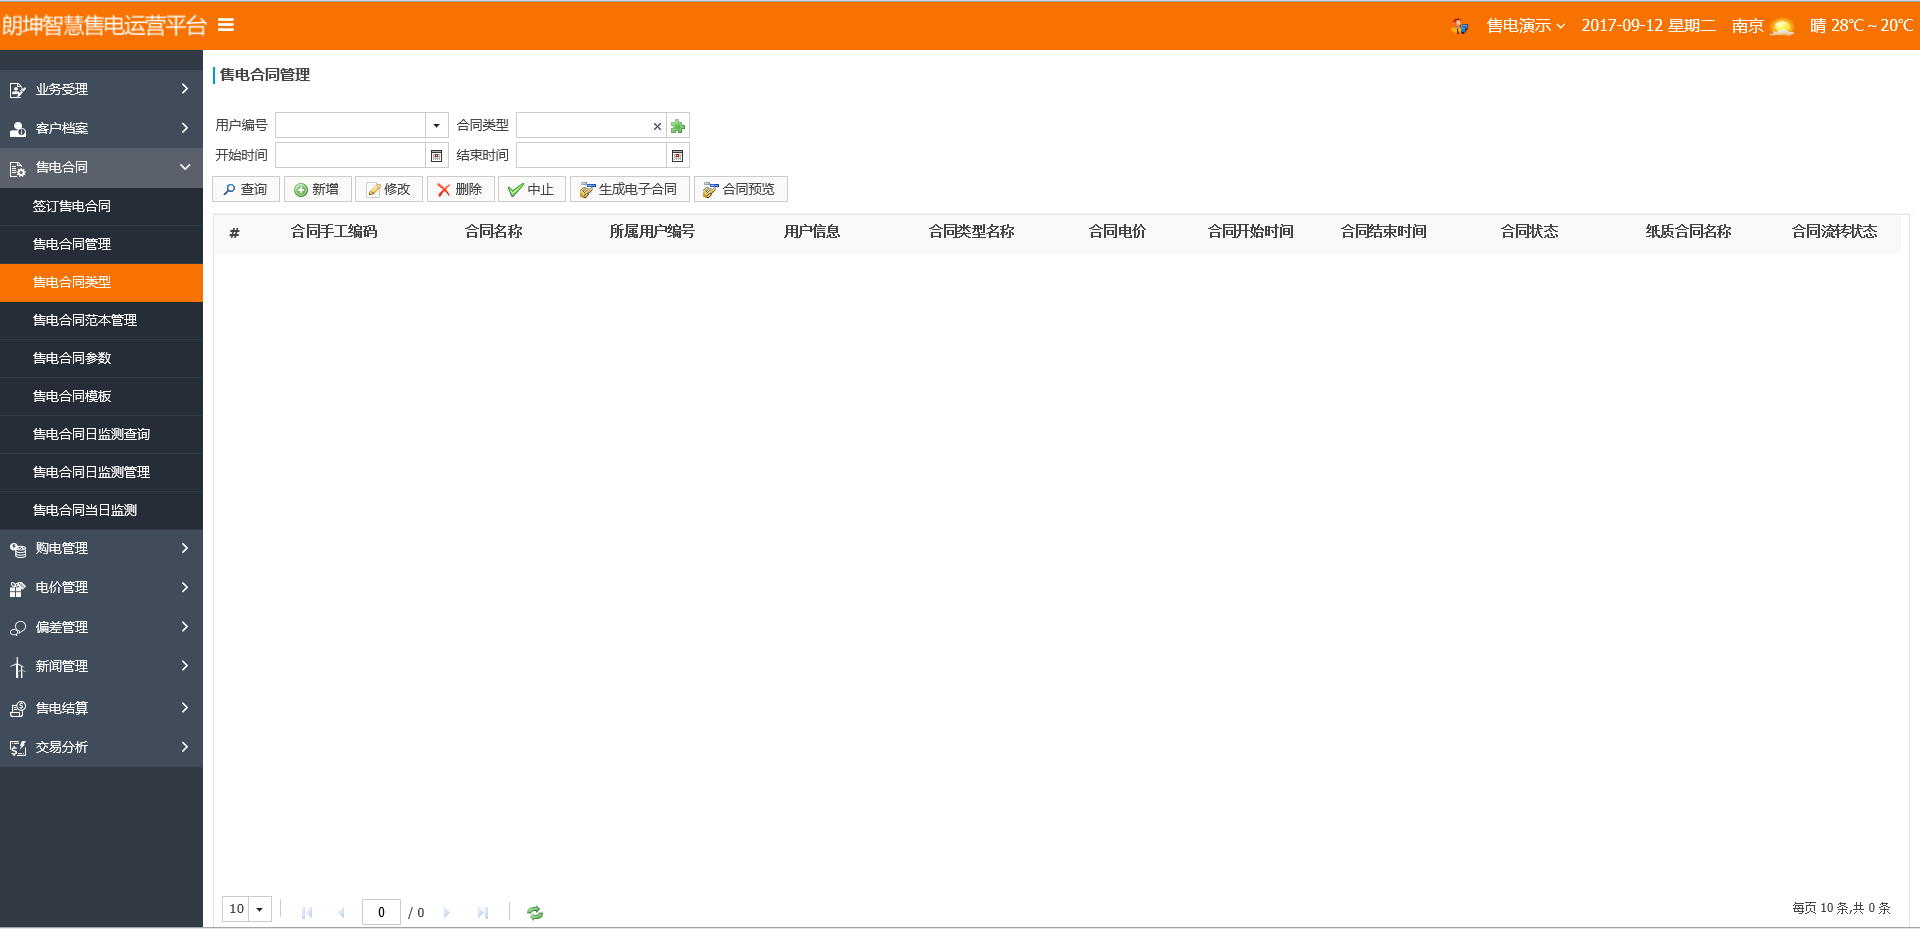 朗坤智慧售电运营平台
售电演示 2017-09-12 星期二 南京 晴 28℃ ~ 20℃
业务受理
客户档案
售电合同
签订售电合同
售电合同管理
售电合同类型
售电合同范本管理
售电合同参数
售电合同模板
售电合同日监测查询
售电合同日监测管理
售电合同当日监测
购电管理
电价管理
偏差管理
新闻管理
售电结算
交易分析
售电合同管理
用户编号 合同类型
开始时间 结束时间
查询 新增 修改 删除 中止 生成电子合同 合同预览
# 合同手工编码 合同名称 所属用户编号 用户信息 合同类型名称 合同电价 合同开始时间 合同结束时间 合同状态 纸质合同名称 合同流转状态
10 0 / 0 每页 10 条,共 0 条